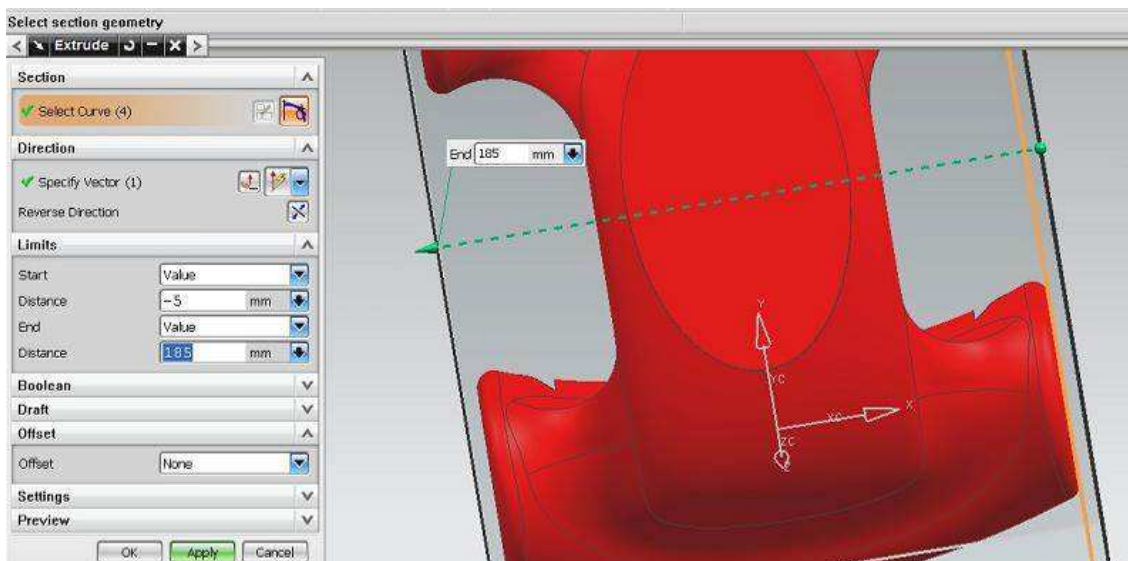 Select section geometry
Extrude
Section
Select Curve (4)
Direction
Specify Vector (1)
Reverse Direction
Limits
Start Value
Distance -5 mm
End Value
Distance 185 mm
Boolean
Draft
Offset
Offset None
Settings
Preview
OK Apply Cancel
End 185 mm
Y
YC
XC X
ZC